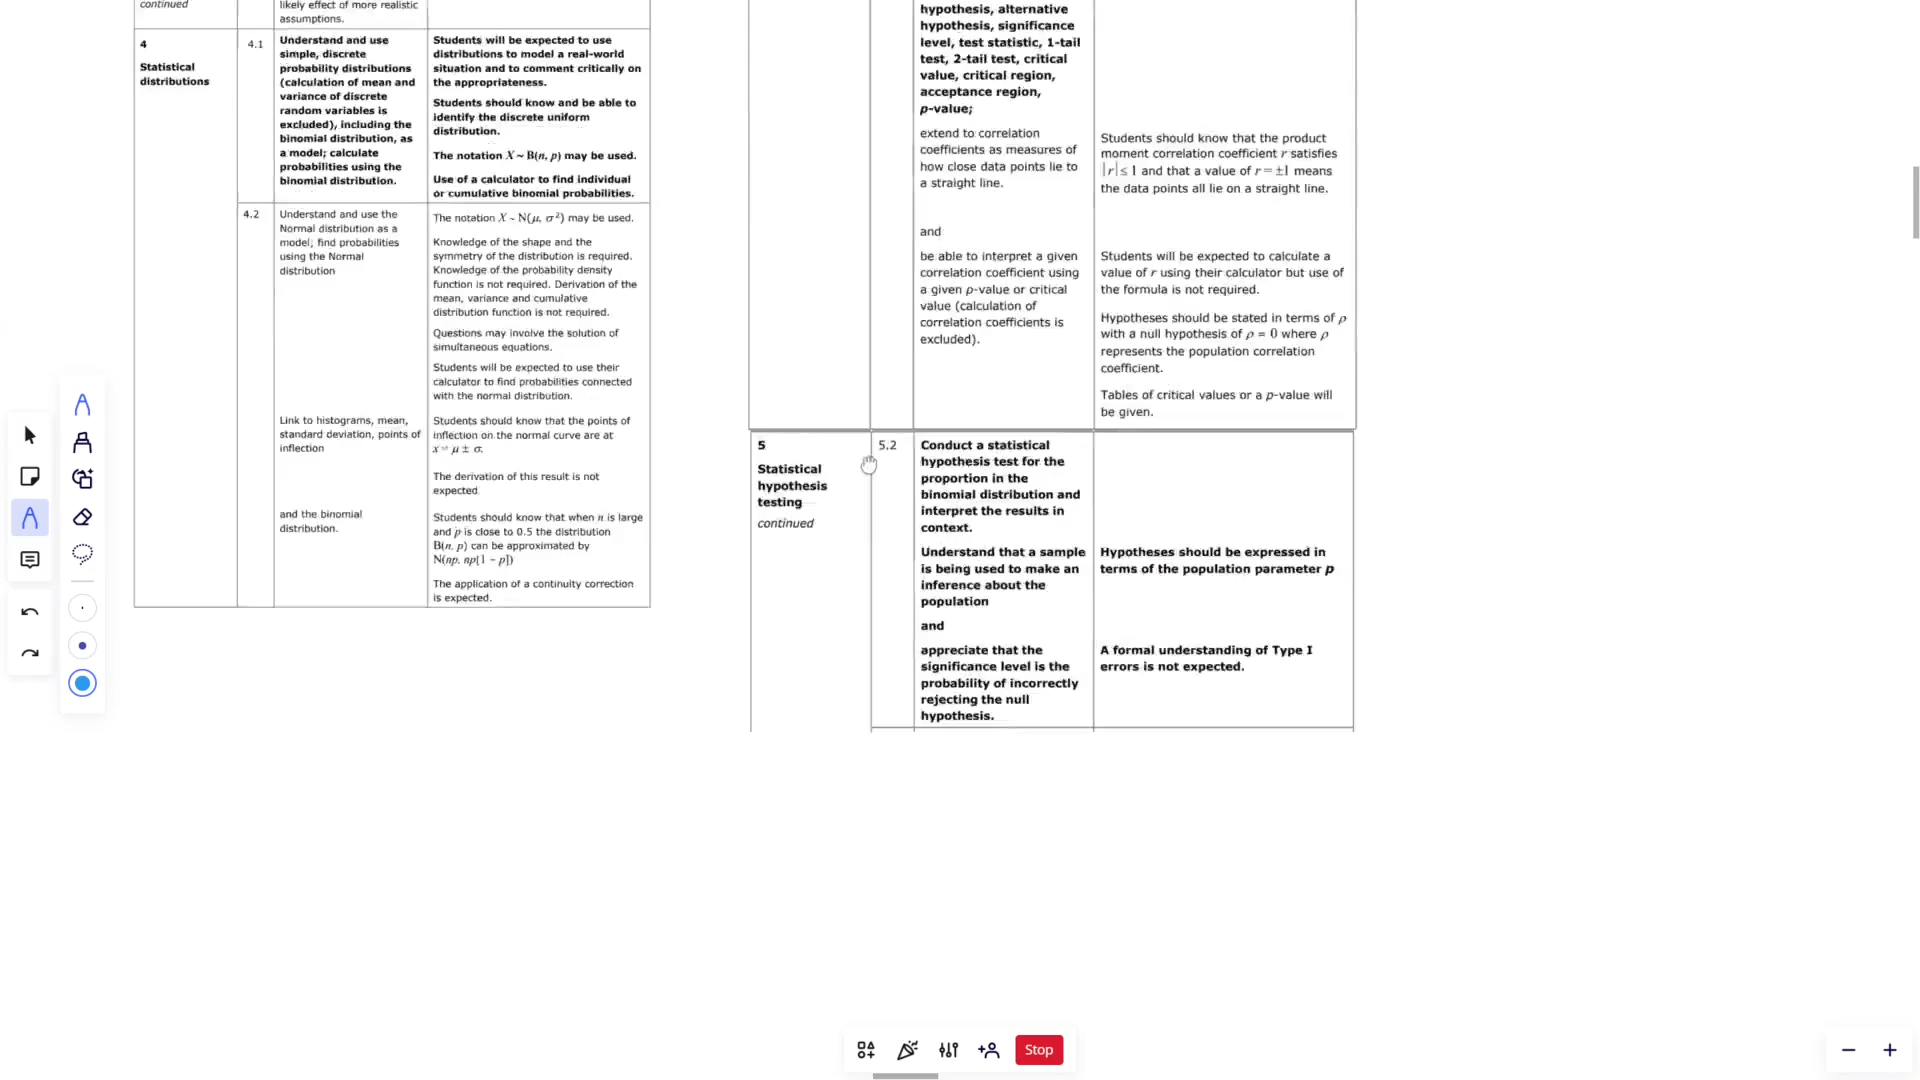 continued
likely effect of more realistic
assumptions.
4
Statistical
distributions
4.1
Understand and use
simple, discrete
probability distributions
(calculation of mean and
variance of discrete
random variables is
excluded), including the
binomial distribution, as
a model; calculate
probabilities using the
binomial distribution.
Students will be expected to use
distributions to model a real-world
situation and to comment critically on
the appropriateness.
Students should know and be able to
identify the discrete uniform
distribution.
The notation X ~ B(n, p) may be used.
Use of a calculator to find individual
or cumulative binomial probabilities.
4.2
Understand and use the
Normal distribution as a
model; find probabilities
using the Normal
distribution
The notation X ~ N(μ, σ²) may be used.
Knowledge of the shape and the
symmetry of the distribution is required.
Knowledge of the probability density
function is not required. Derivation of the
mean, variance and cumulative
distribution function is not required.
Questions may involve the solution of
simultaneous equations.
Students will be expected to use their
calculator to find probabilities connected
with the normal distribution.
Link to histograms, mean,
standard deviation, points of
inflection
Students should know that the points of
inflection on the normal curve are at
x = μ ± σ.
The derivation of this result is not
expected
and the binomial
distribution.
Students should know that when n is large
and p is close to 0.5 the distribution
B(n, p) can be approximated by
N(np, np[1 – p])
The application of a continuity correction
is expected.
hypothesis, alternative
hypothesis, significance
level, test statistic, 1-tail
test, 2-tail test, critical
value, critical region,
acceptance region,
p-value;
extend to correlation
coefficients as measures of
how close data points lie to
a straight line.
Students should know that the product
moment correlation coefficient r satisfies
|r| ≤ 1 and that a value of r = ±1 means
the data points all lie on a straight line.
and
be able to interpret a given
correlation coefficient using
a given p-value or critical
value (calculation of
correlation coefficients is
excluded).
Students will be expected to calculate a
value of r using their calculator but use of
the formula is not required.
Hypotheses should be stated in terms of ρ
with a null hypothesis of ρ = 0 where ρ
represents the population correlation
coefficient.
Tables of critical values or a p-value will
be given.
5
Statistical
hypothesis
testing
continued
5.2
Conduct a statistical
hypothesis test for the
proportion in the
binomial distribution and
interpret the results in
context.
Understand that a sample
is being used to make an
inference about the
population
Hypotheses should be expressed in
terms of the population parameter p
and
appreciate that the
significance level is the
probability of incorrectly
rejecting the null
hypothesis.
A formal understanding of Type I
errors is not expected.
Stop